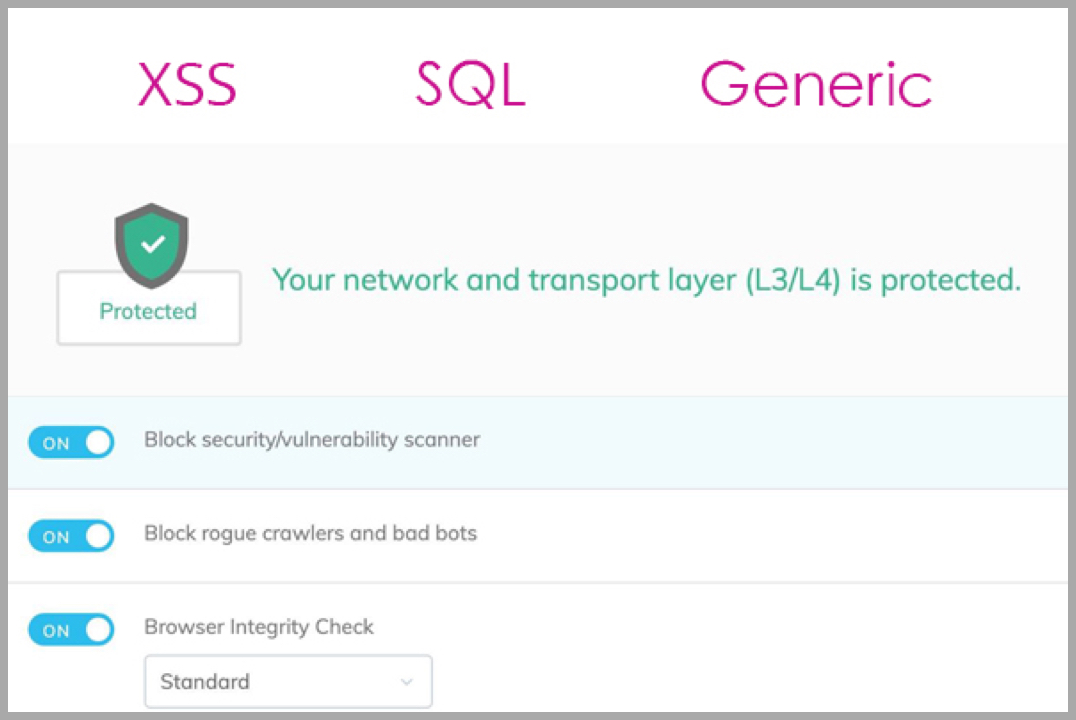 XSS SQL Generic
Your network and transport layer (L3/L4) is protected.
Protected
ON Block security/vulnerability scanner
ON Block rogue crawlers and bad bots
ON Browser Integrity Check
Standard